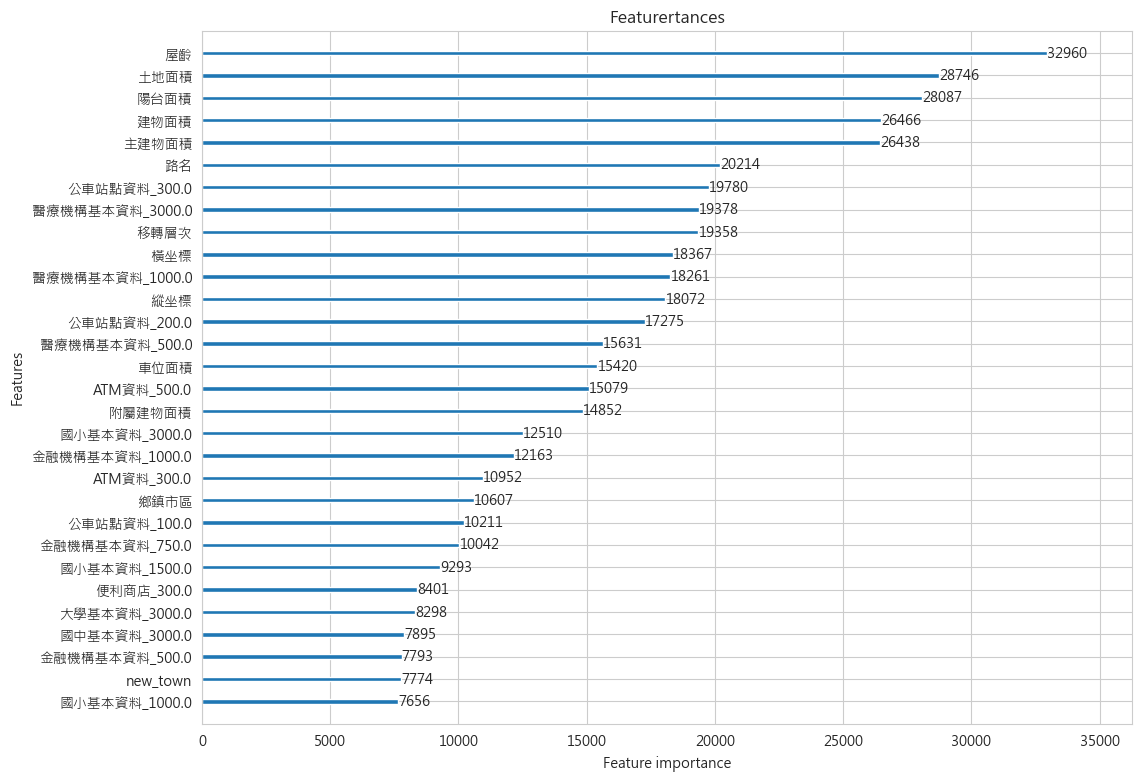 Featurertances
屋齡 32960
土地面積 28746
陽台面積 28087
建物面積 26466
主建物面積 26438
路名 20214
公車站點資料_300.0 19780
醫療機構基本資料_3000.0 19378
移轉層次 19358
橫坐標 18367
醫療機構基本資料_1000.0 18261
縱坐標 18072
公車站點資料_200.0 17275
醫療機構基本資料_500.0 15631
車位面積 15420
ATM資料_500.0 15079
附屬建物面積 14852
國小基本資料_3000.0 12510
金融機構基本資料_1000.0 12163
ATM資料_300.0 10952
鄉鎮市區 10607
公車站點資料_100.0 10211
金融機構基本資料_750.0 10042
國小基本資料_1500.0 9293
便利商店_300.0 8401
大學基本資料_3000.0 8298
國中基本資料_3000.0 7895
金融機構基本資料_500.0 7793
new_town 7774
國小基本資料_1000.0 7656
Features
0 5000 10000 15000 20000 25000 30000 35000
Feature importance